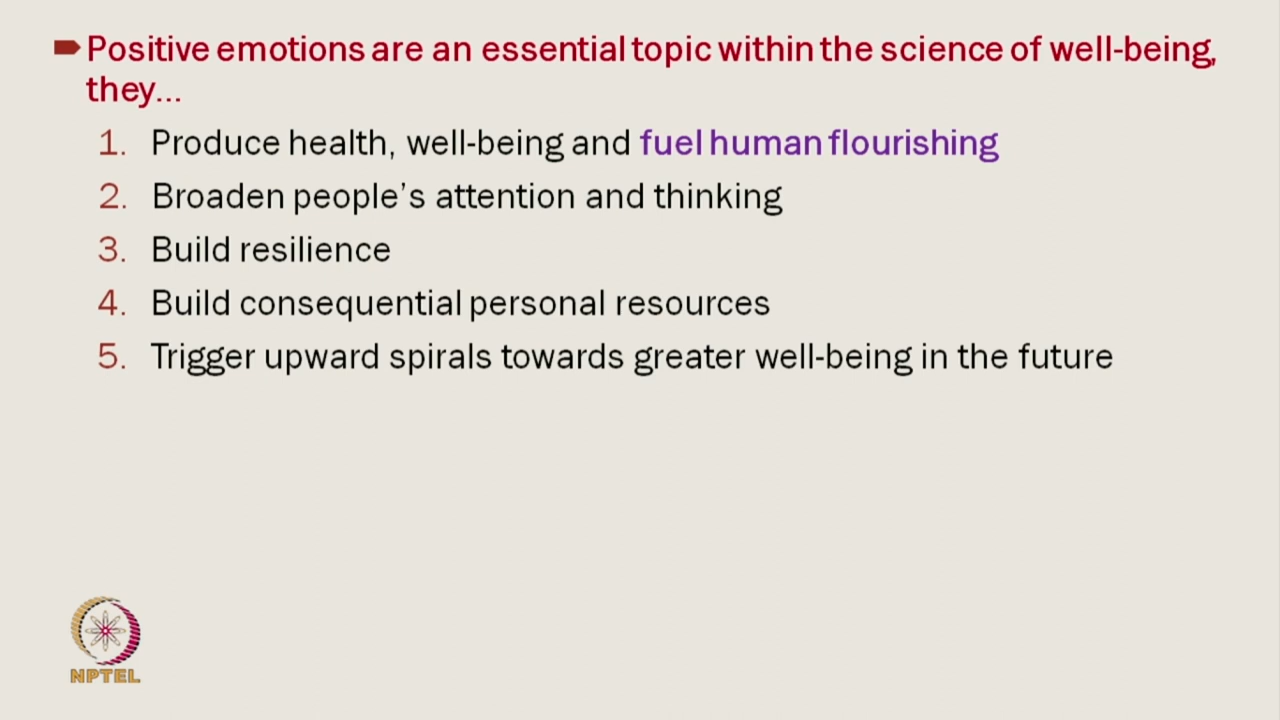 Positive emotions are an essential topic within the science of well-being,
they...
1. Produce health, well-being and fuel human flourishing
2. Broaden people's attention and thinking
3. Build resilience
4. Build consequential personal resources
5. Trigger upward spirals towards greater well-being in the future
NPTEL